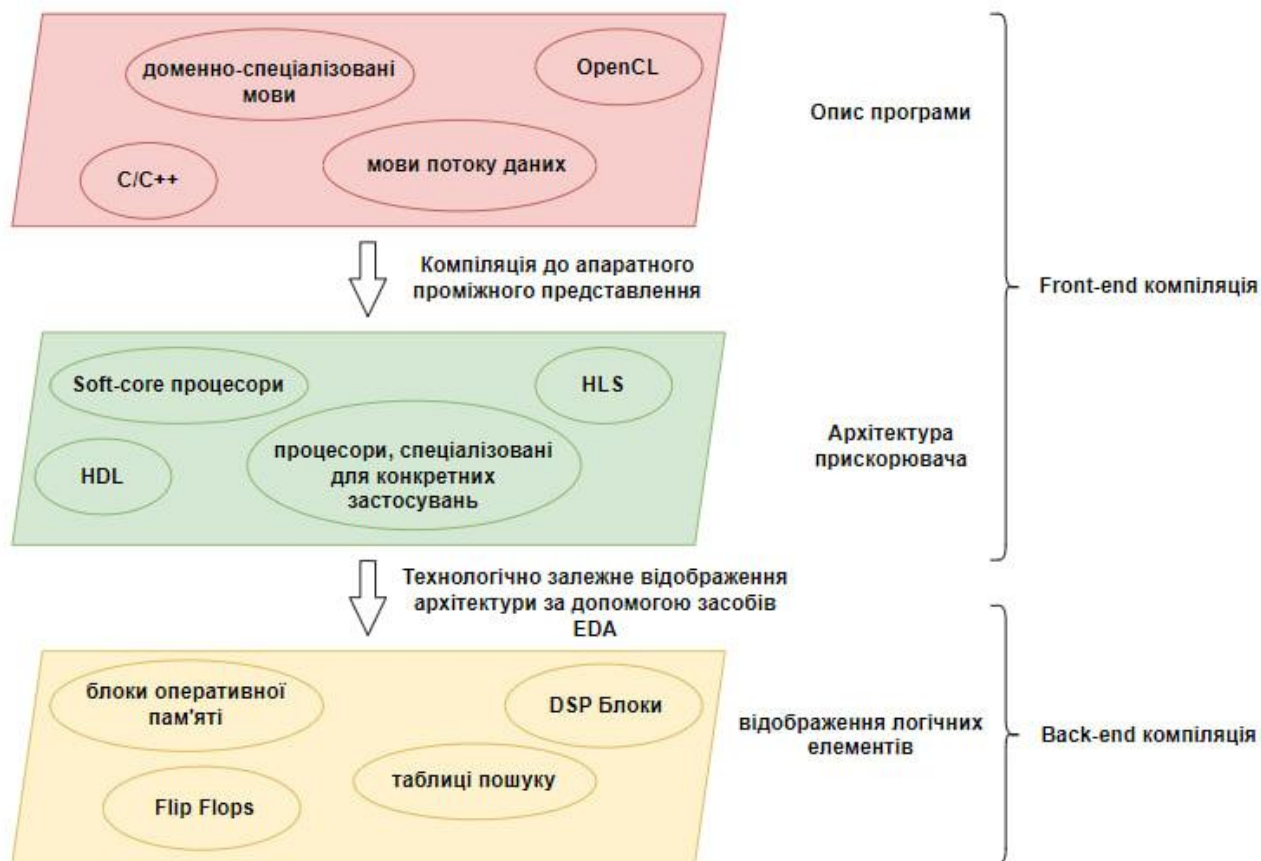 доменно-спеціалізовані
мови
OpenCL
C/C++
мови потоку даних
Опис програми
Компіляція до апаратного
проміжного представлення
Front-end компіляція
Soft-core процесори
HLS
HDL
процесори, спеціалізовані
для конкретних
застосувань
Архітектура
прискорювача
Технологічно залежне відображення
архітектури за допомогою засобів
EDA
блоки оперативної
пам'яті
DSP Блоки
Flip Flops
таблиці пошуку
відображення логічних
елементів
Back-end компіляція